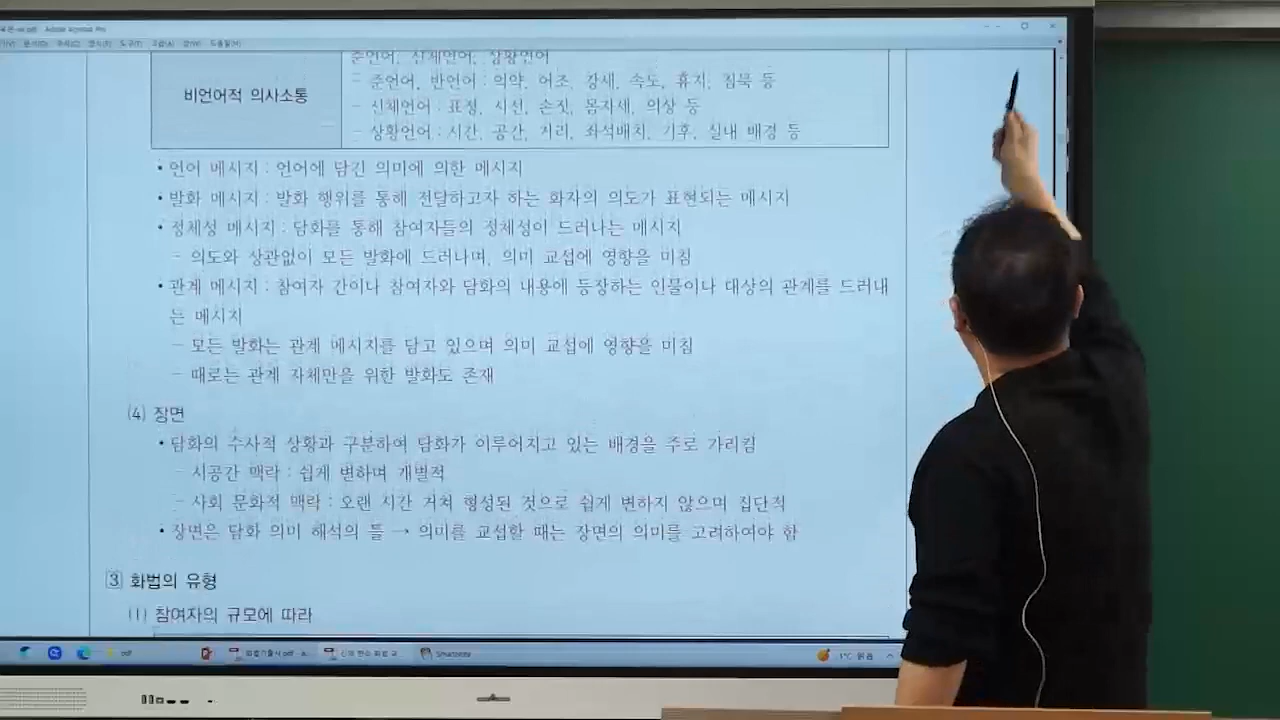 Adobe Acrobat Pro
준언어, 신체언어, 상황언어
비언어적 의사소통
- 준언어, 반언어 : 억약, 어조, 강세, 속도, 휴지, 침묵 등
- 신체언어 : 표정, 시선, 손짓, 몸자세, 의상 등
- 상황언어 : 시간, 공간, 지리, 좌석배치, 기후, 실내 배경 등
• 언어 메시지 : 언어에 담긴 의미에 의한 메시지
• 발화 메시지 : 발화 행위를 통해 전달하고자 하는 화자의 의도가 표현되는 메시지
• 정체성 메시지 : 담화를 통해 참여자들의 정체성이 드러나는 메시지
- 의도와 상관없이 모든 발화에 드러나며, 의미 교섭에 영향을 미침
• 관계 메시지 : 참여자 간이나 참여자와 담화의 내용에 등장하는 인물이나 대상의 관계를 드러내
는 메시지
- 모든 발화는 관계 메시지를 담고 있으며 의미 교섭에 영향을 미침
- 때로는 관계 자체만을 위한 발화도 존재
(4) 장면
• 담화의 수사적 상황과 구분하여 담화가 이루어지고 있는 배경을 주로 가리킴
- 시공간 맥락 : 쉽게 변하며 개별적
- 사회 문화적 맥락 : 오랜 시간 거쳐 형성된 것으로 쉽게 변하지 않으며 집단적
• 장면은 담화 의미 해석의 틀 → 의미를 교섭할 때는 장면의 의미를 고려하여야 함
3 화법의 유형
(1) 참여자의 규모에 따라